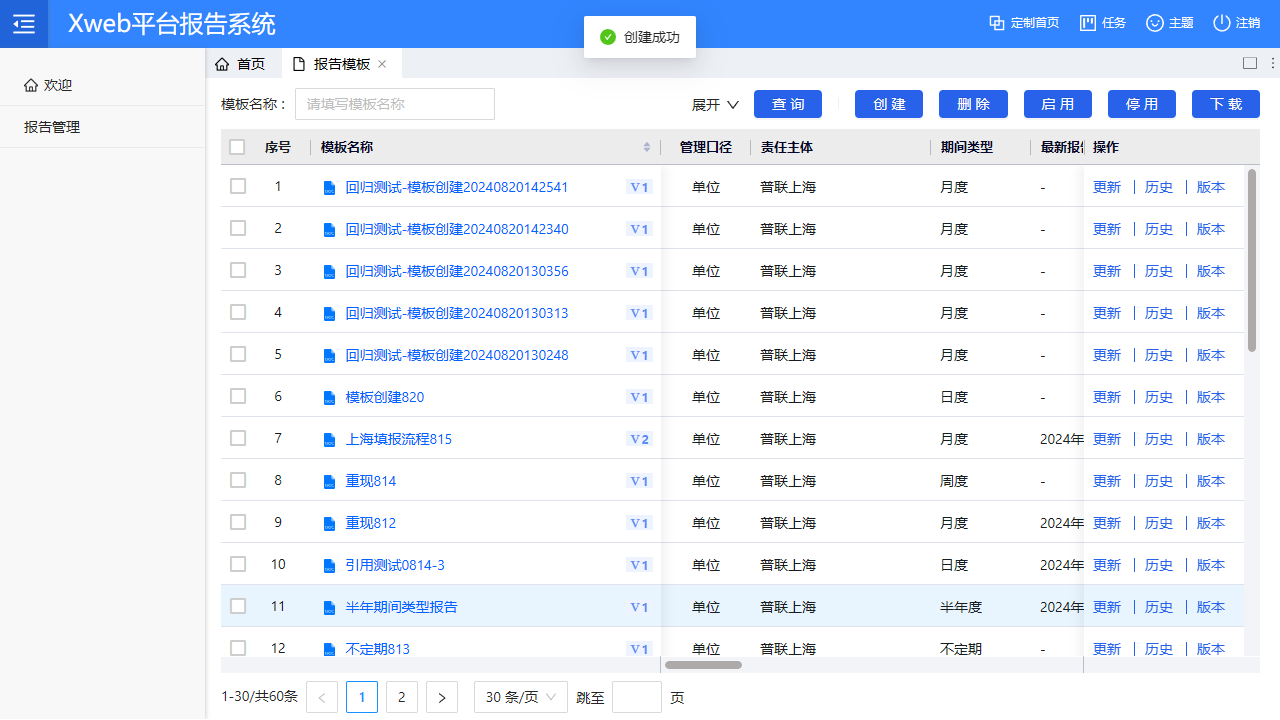 Xweb平台报告系统
创建成功
定制首页 任务 主题 注销
欢迎
报告管理
首页 报告模板
模板名称： 请填写模板名称 展开 查询 创建 删除 启用 停用 下载
序号 模板名称 管理口径 责任主体 期间类型 最新报 操作
1 回归测试-模板创建20240820142541 V1 单位 普联上海 月度 - 更新 历史 版本
2 回归测试-模板创建20240820142340 V1 单位 普联上海 月度 - 更新 历史 版本
3 回归测试-模板创建20240820130356 V1 单位 普联上海 月度 - 更新 历史 版本
4 回归测试-模板创建20240820130313 V1 单位 普联上海 月度 - 更新 历史 版本
5 回归测试-模板创建20240820130248 V1 单位 普联上海 月度 - 更新 历史 版本
6 模板创建820 V1 单位 普联上海 日度 - 更新 历史 版本
7 上海填报流程815 V2 单位 普联上海 月度 2024年 更新 历史 版本
8 重现814 V1 单位 普联上海 周度 - 更新 历史 版本
9 重现812 V1 单位 普联上海 月度 2024年 更新 历史 版本
10 引用测试0814-3 V1 单位 普联上海 日度 2024年 更新 历史 版本
11 半年期间类型报告 V1 单位 普联上海 半年度 2024年 更新 历史 版本
12 不定期813 V1 单位 普联上海 不定期 - 更新 历史 版本
1-30/共60条 < 1 2 > 30 条/页 跳至 页